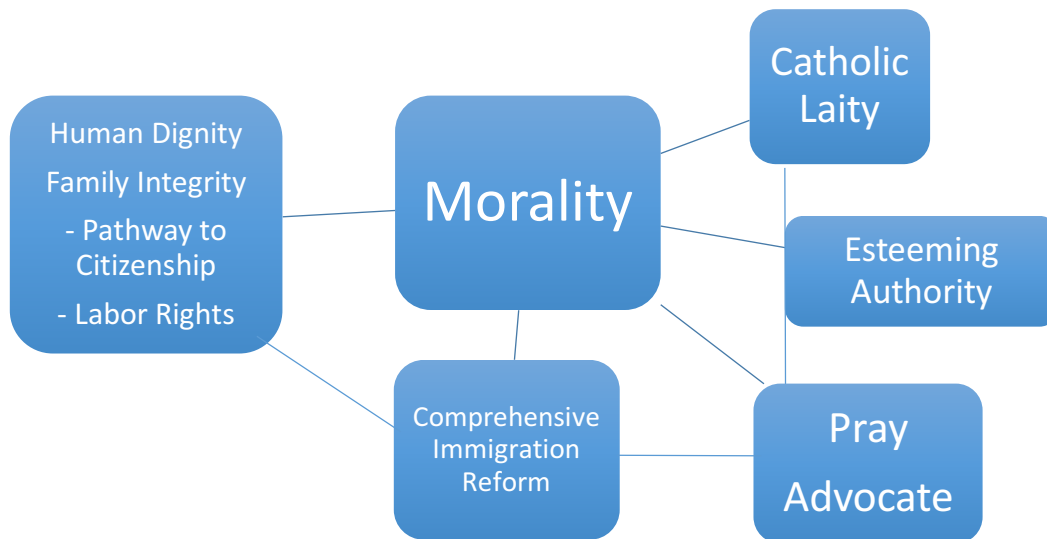 Human Dignity
Family Integrity
- Pathway to
Citizenship
- Labor Rights
Morality
Catholic
Laity
Esteeming
Authority
Comprehensive
Immigration
Reform
Pray
Advocate